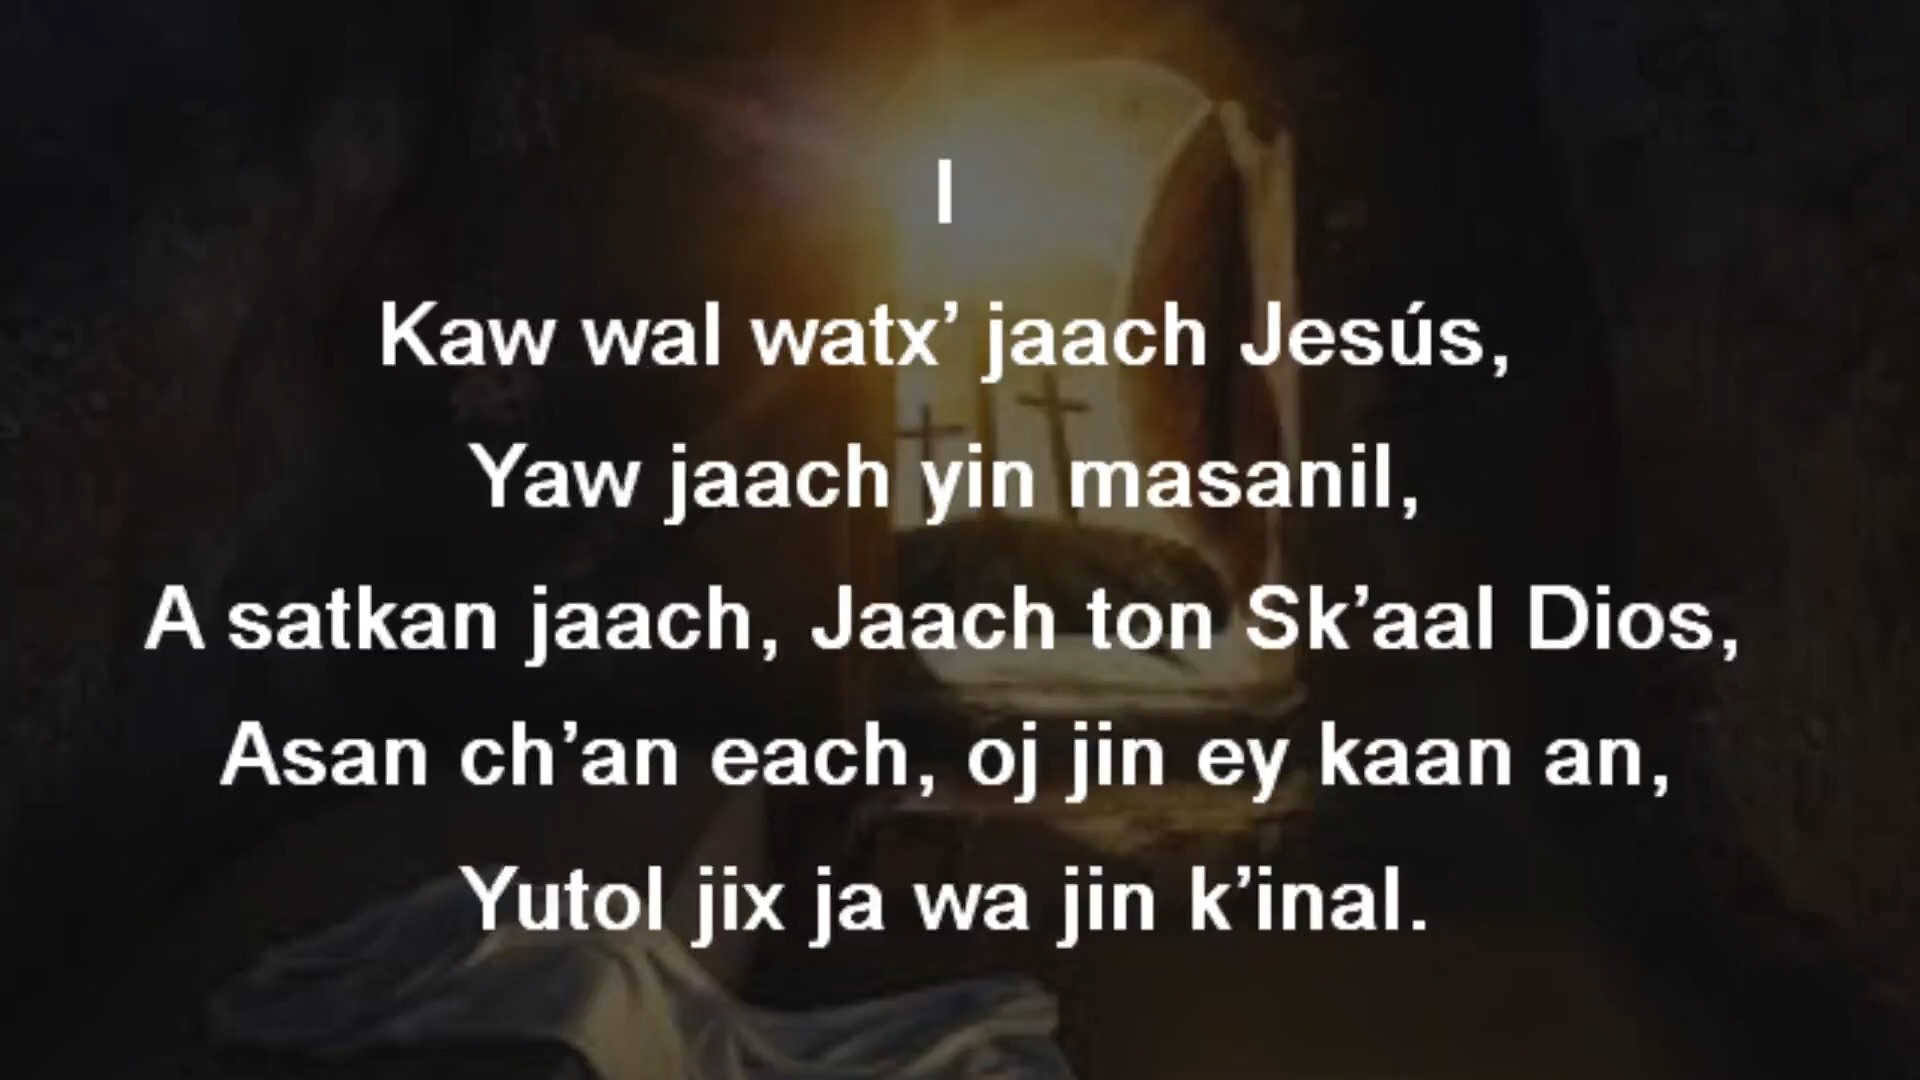 I
Kaw wal watx’ jaach Jesús,
Yaw jaach yin masanil,
A satkan jaach, Jaach ton Sk’aal Dios,
Asan ch’an each, oj jin ey kaan an,
Yutol jix ja wa jin k’inal.